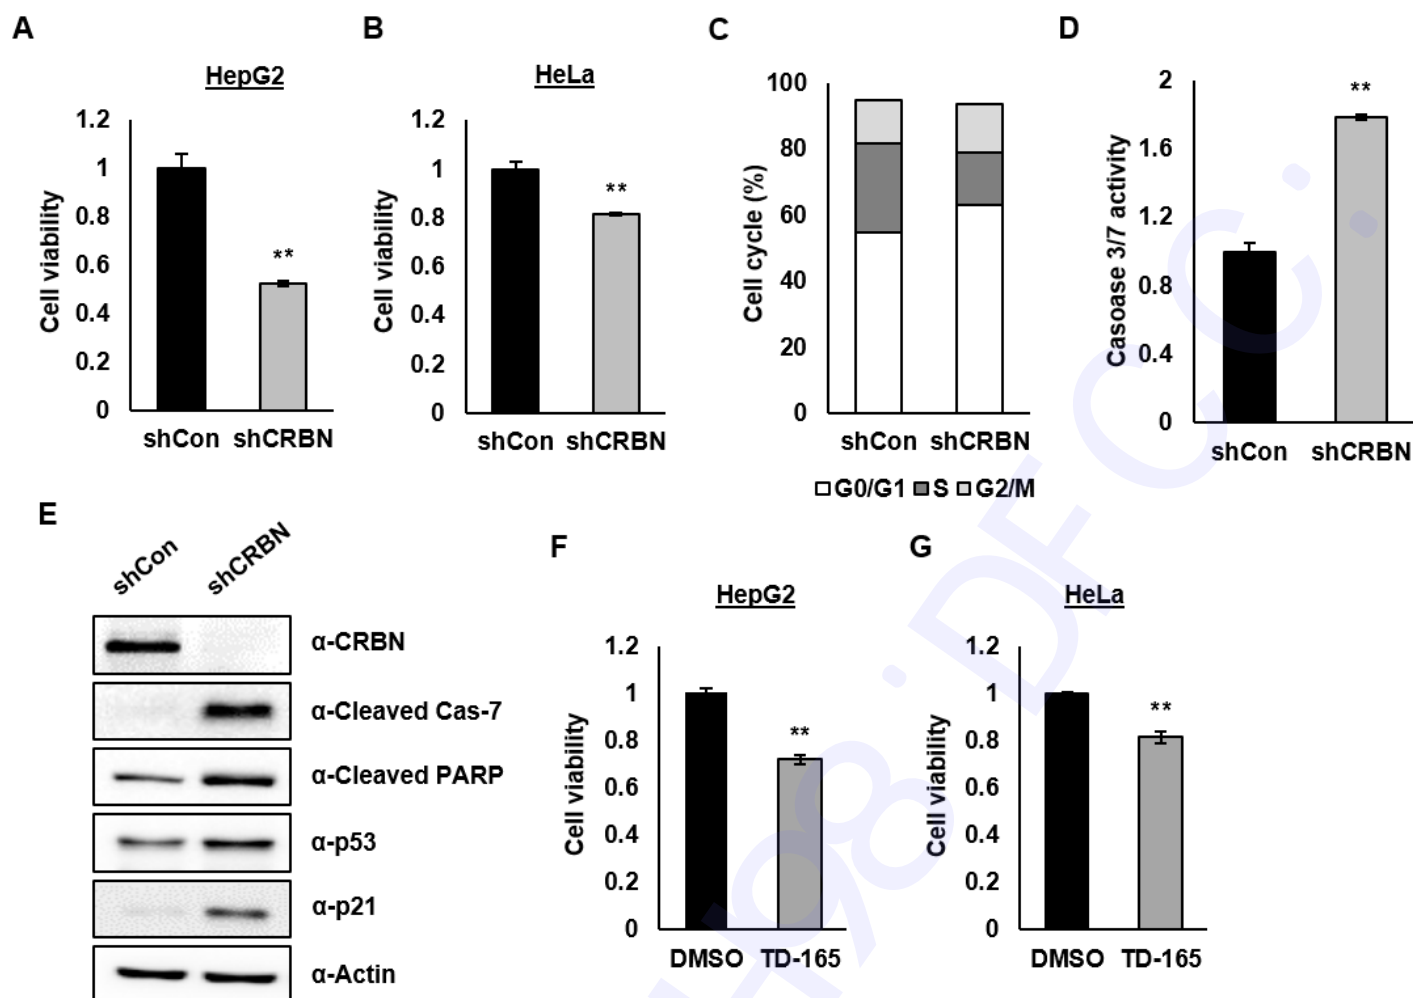 A
B
C
D
HepG2
HeLa
1.2
1
0.8
0.6
0.4
0.2
0
Cell viability
**
shCon shCRBN
1.2
1
0.8
0.6
0.4
0.2
0
Cell viability
**
shCon shCRBN
100
80
60
40
20
0
Cell cycle (%)
shCon shCRBN
G0/G1 S G2/M
2
1.6
1.2
0.8
0.4
0
Casoase 3/7 activity
**
shCon shCRBN
E
shCon
shCRBN
α-CRBN
α-Cleaved Cas-7
α-Cleaved PARP
α-p53
α-p21
α-Actin
F
G
HepG2
HeLa
1.2
1
0.8
0.6
0.4
0.2
0
Cell viability
**
DMSO TD-165
1.2
1
0.8
0.6
0.4
0.2
0
Cell viability
**
DMSO TD-165